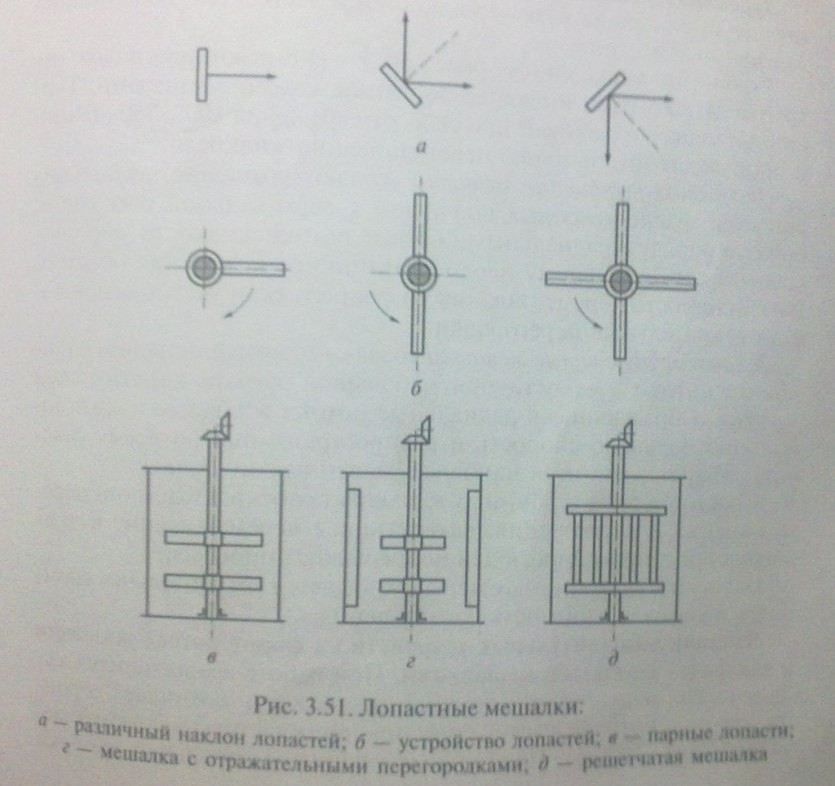 а
б
в г д
Рис. 3.51. Лопастные мешалки:
а — различный наклон лопастей; б — устройство лопастей; в — парные лопасти;
г — мешалка с отражательными перегородками; д — решетчатая мешалка